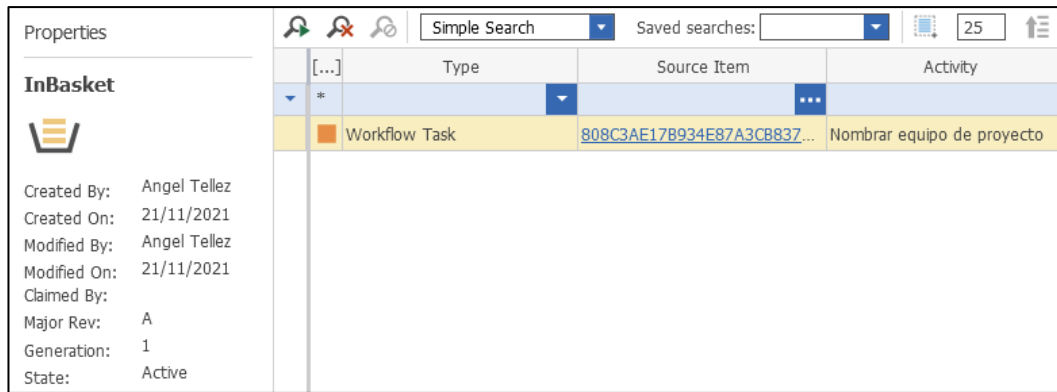 Properties
InBasket
Created By: Angel Tellez
Created On: 21/11/2021
Modified By: Angel Tellez
Modified On: 21/11/2021
Claimed By:
Major Rev: A
Generation: 1
State: Active
Simple Search Saved searches: 25
[...] Type Source Item Activity
* ...
Workflow Task 808C3AE17B934E87A3CB837... Nombrar equipo de proyecto